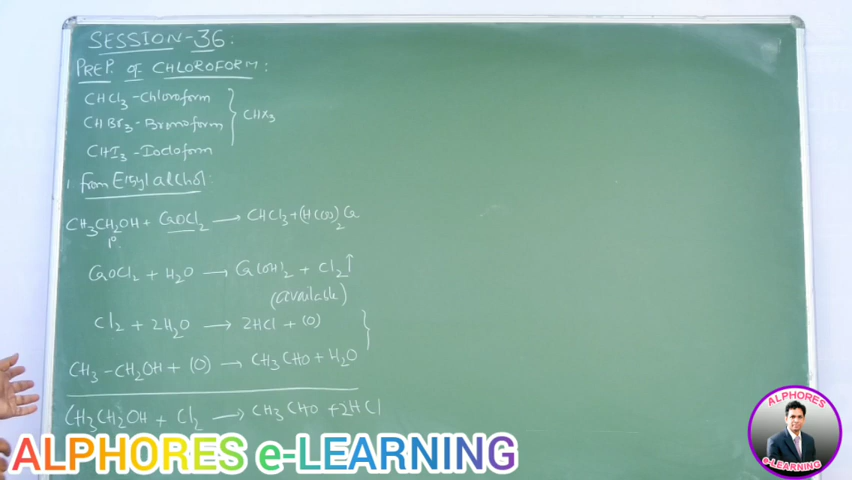 SESSION-36:
PREP. of CHLOROFORM:
CHCl3 - Chloroform
CHBr3 - Bromoform
CHX3
CHI3 - Iodoform
1. from Ethyl alcohol:
CH3CH2OH + CaOCl2 → CHCl3 + (HCOO)2Ca
1°
CaOCl2 + H2O → Ca(OH)2 + Cl2↑
(available)
Cl2 + 2H2O → 2HCl + (O)
CH3-CH2OH + (O) → CH3CHO + H2O
CH3CH2OH + Cl2 → CH3CHO + 2HCl
ALPHORES e-LEARNING
ALPHORES
e-LEARNING